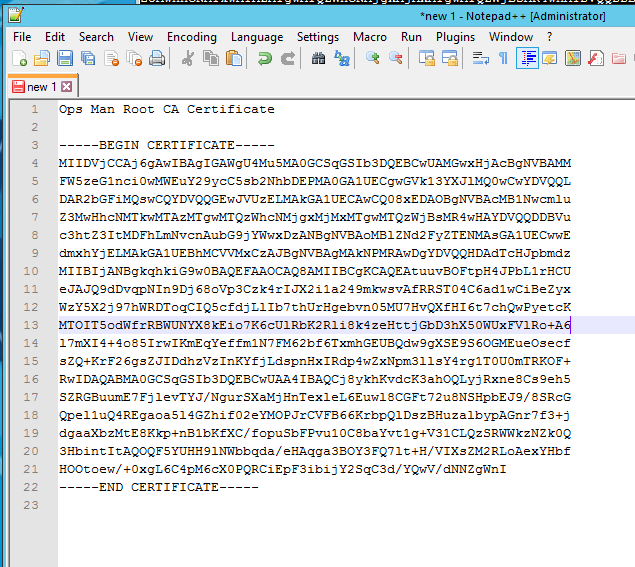 *new 1 - Notepad++ [Administrator]
File Edit Search View Encoding Language Settings Macro Run Plugins Window ?
new 1
1 Ops Man Root CA Certificate
2
3 -----BEGIN CERTIFICATE-----
4 MIIDVjCCAj6gAwIBAgIGAWgU4Mu5MA0GCSqGSIb3DQEBCwUAMGwxHjAcBgNVBAMM
5 FW5zeG1nci0wMWEuY29ycC5sb2NhbDEPMA0GA1UECgwGVk13YXJlMQ0wCwYDVQQL
6 DAR2bGFiMQswCQYDVQQGEwJVUzELMAkGA1UECAwCQ08xEDAOBgNVBAcMB1Nwcmlu
7 Z3MwHhcNMTkwMTAzMTgwMTQzWhcNMjgxMjMxMTgwMTQzWjBsMR4wHAYDVQQDDBVu
8 c3htZ3ItMDFhLmNvcnAubG9jYWwxDzANBgNVBAoMBlZNd2FyZTENMAsGA1UECwwE
9 dmxhYjELMAkGA1UEBhMCVVMxCzAJBgNVBAgMAkNPMRAwDgYDVQQHDAdTcHJpbmdz
10 MIIBIjANBgkqhkiG9w0BAQEFAAOCAQ8AMIIBCgKCAQEAtuuvBOFtpH4JPbL1rHCU
11 eJAJQ9dDvqpNIn9Dj68oVp3Czk4rIJX2i1a249mkwsvAfRRST04C6ad1wCiBeZyx
12 WzY5X2j97hWRDToqCIQ5cfdjLlIb7thUrHgebvn05MU7HvQXfHI6t7chQwPyetcK
13 MTOIT5odWfrRBWUNYX8kEio7K6cUlRbK2Rli8k4zeHttjGbD3hX50WUxFVlRo+A6
14 l7mXI4+4o85IrwIKmEqYeffm1N7FM62bf6TxmhGEUBQdw9gXSE9S6OGMEueOsecf
15 sZQ+KrF26gsZJIDdhzVzInKYfjLdspnHxIRdp4wZxNpm3llsY4rg1T0U0mTRKOF+
16 RwIDAQABMA0GCSqGSIb3DQEBCwUAA4IBAQCj8ykhKvdcK3ahOQLyjRxne8Cs9eh5
17 SZRGBuumE7FjlevTYJ/NgurSXaMjHnTexleL6Euwl8CGFt72u8NSHpbEJ9/8SRcG
18 Qpel1uQ4REgaoa5l4GZhif02eYMOPJrCVFB66KrbpQlDszBHuzalbypAGnr7f3+j
19 dgaaXbzMtE8Kkp+nB1bKfXC/fopuSbFPvu10C8baYvt1g+V31CLQzSRWWkzNZk0Q
20 3HbintItAQOQF5YUHH9lNWbbqda/eHAqga3BOY3FQ7lt+H/VIXsZM2RLoAexYHbf
21 HOOtoew/+0xgL6C4pM6cX0PQRCiEpF3ibijY2SqC3d/YQwV/dNNZgWnI
22 -----END CERTIFICATE-----
23